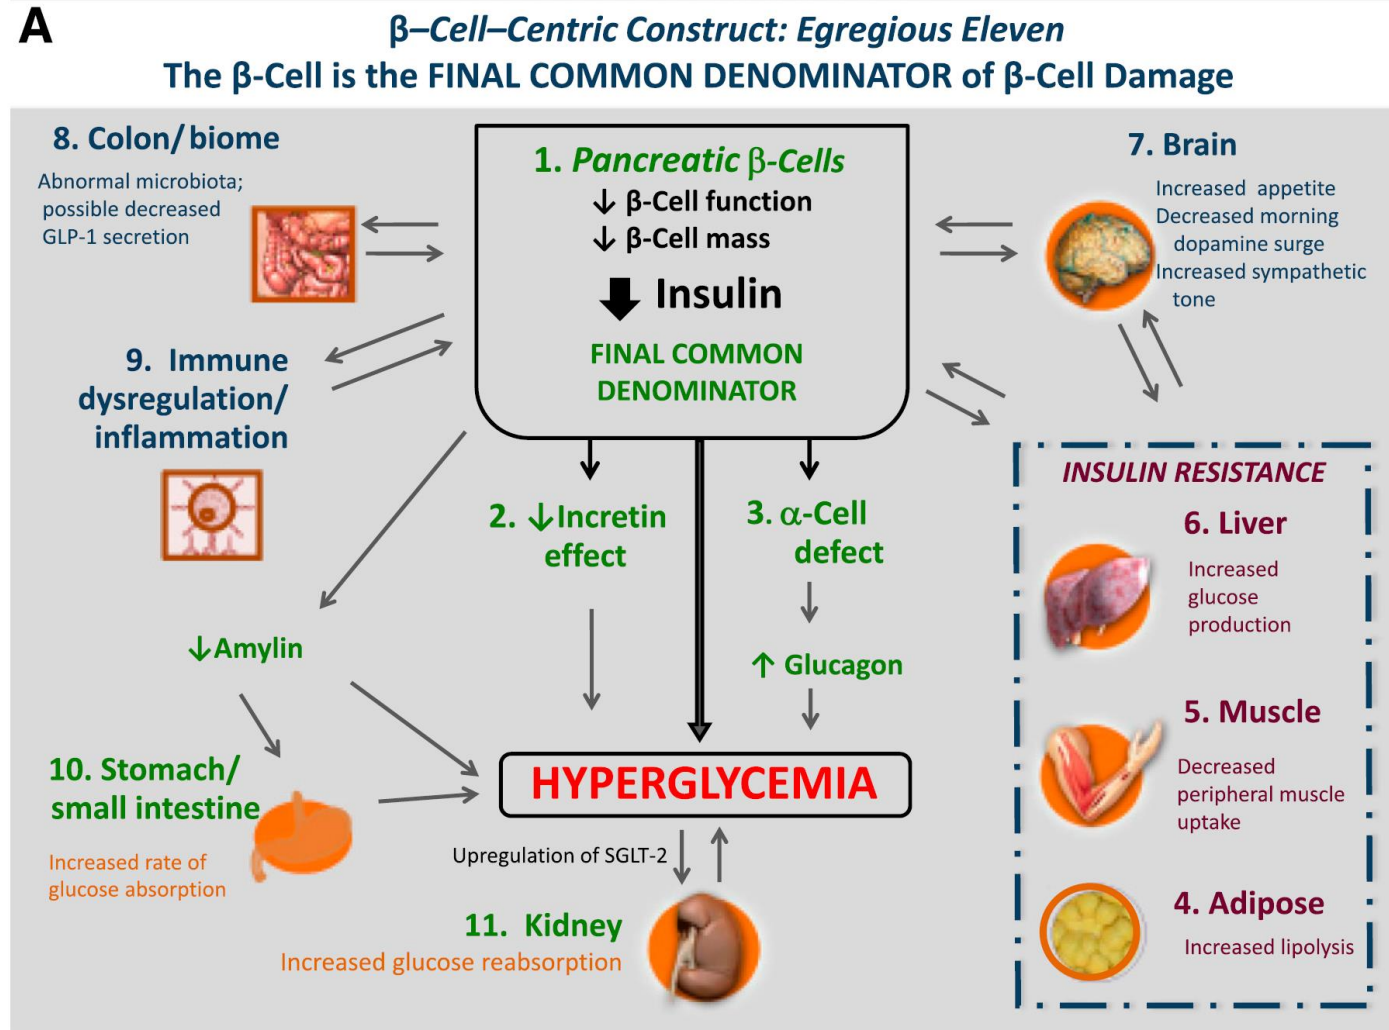 A
β–Cell–Centric Construct: Egregious Eleven
The β-Cell is the FINAL COMMON DENOMINATOR of β-Cell Damage
8. Colon/biome
Abnormal microbiota;
possible decreased
GLP-1 secretion
1. Pancreatic β-Cells
↓ β-Cell function
↓ β-Cell mass
Insulin
FINAL COMMON
DENOMINATOR
7. Brain
Increased appetite
Decreased morning
dopamine surge
Increased sympathetic
tone
9. Immune
dysregulation/
inflammation
2. ↓Incretin
effect
3. α-Cell
defect
↑ Glucagon
↓Amylin
INSULIN RESISTANCE
6. Liver
Increased
glucose
production
5. Muscle
Decreased
peripheral muscle
uptake
4. Adipose
Increased lipolysis
10. Stomach/
small intestine
Increased rate of
glucose absorption
HYPERGLYCEMIA
Upregulation of SGLT-2
11. Kidney
Increased glucose reabsorption